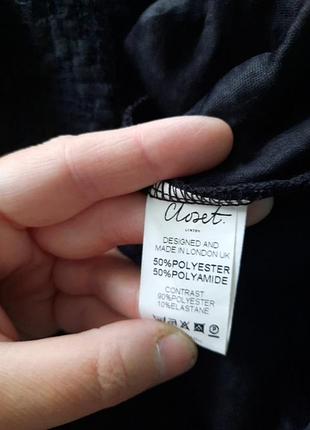 Closet.
LONDON
DESIGNED AND
MADE IN LONDON UK
50%POLYESTER
50%POLYAMIDE
CONTRAST
90%POLYESTER
10%ELASTANE